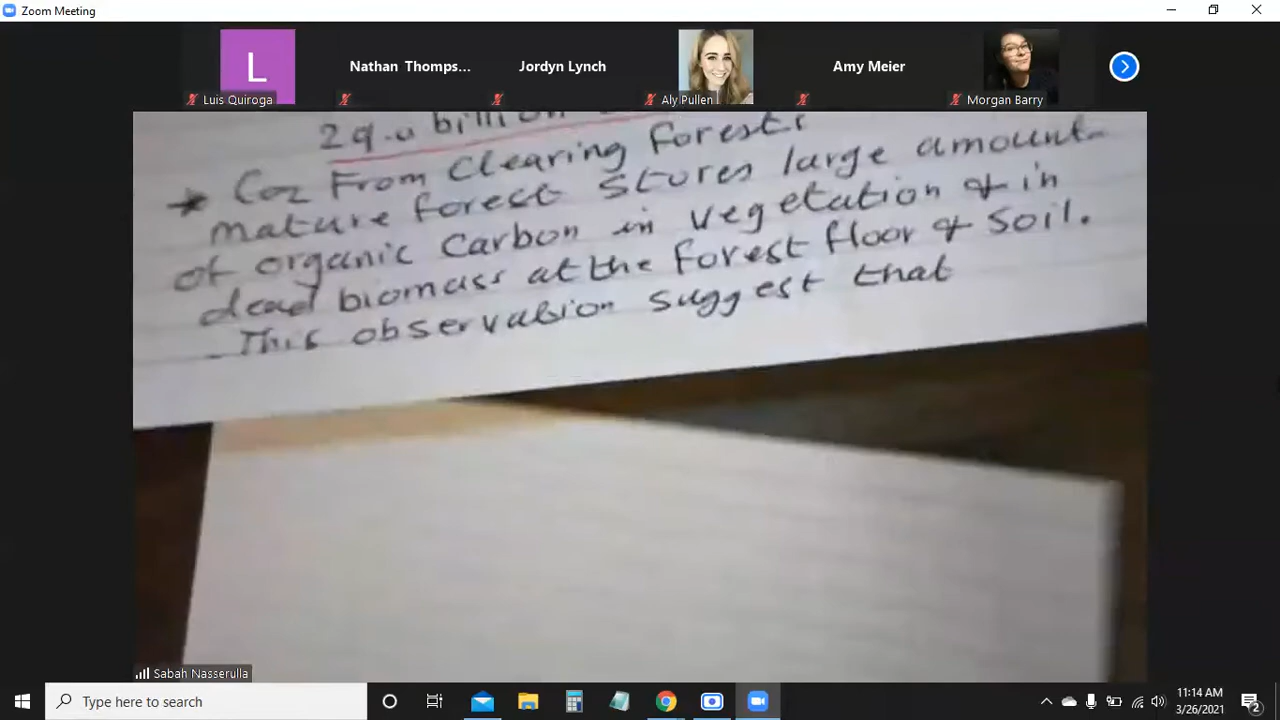 Zoom Meeting
L
Luis Quiroga
Nathan Thomps...
Jordyn Lynch
Aly Pullen
Amy Meier
Morgan Barry
billion
* Co2 From Clearing Forests
mature forest stores large amount
of organic Carbon in vegetation & in
dead biomass at the forest floor & soil.
- This observation suggest that
Sabah Nasserulla
Type here to search
11:14 AM
3/26/2021
2